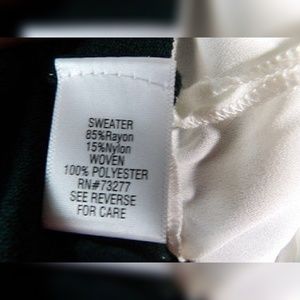 SWEATER
85%Rayon
15%Nylon
WOVEN
100% POLYESTER
RN#73277
SEE REVERSE
FOR CARE